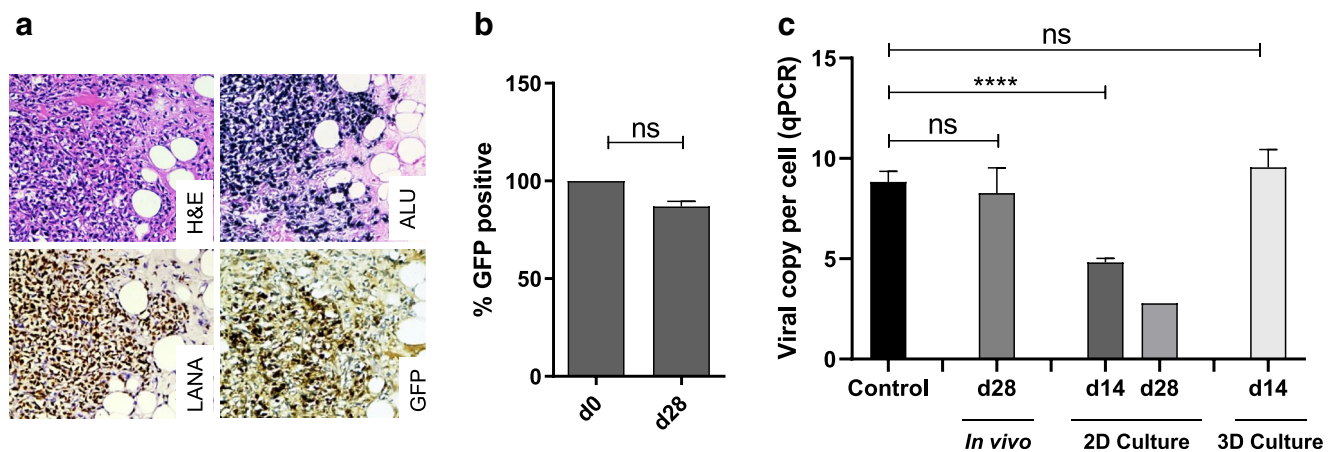 a
H&E
ALU
LANA
GFP
b
% GFP positive
150
100
50
0
ns
d0
d28
c
Viral copy per cell (qPCR)
15
10
5
0
ns
****
ns
Control
d28
d14
d28
d14
In vivo
2D Culture
3D Culture